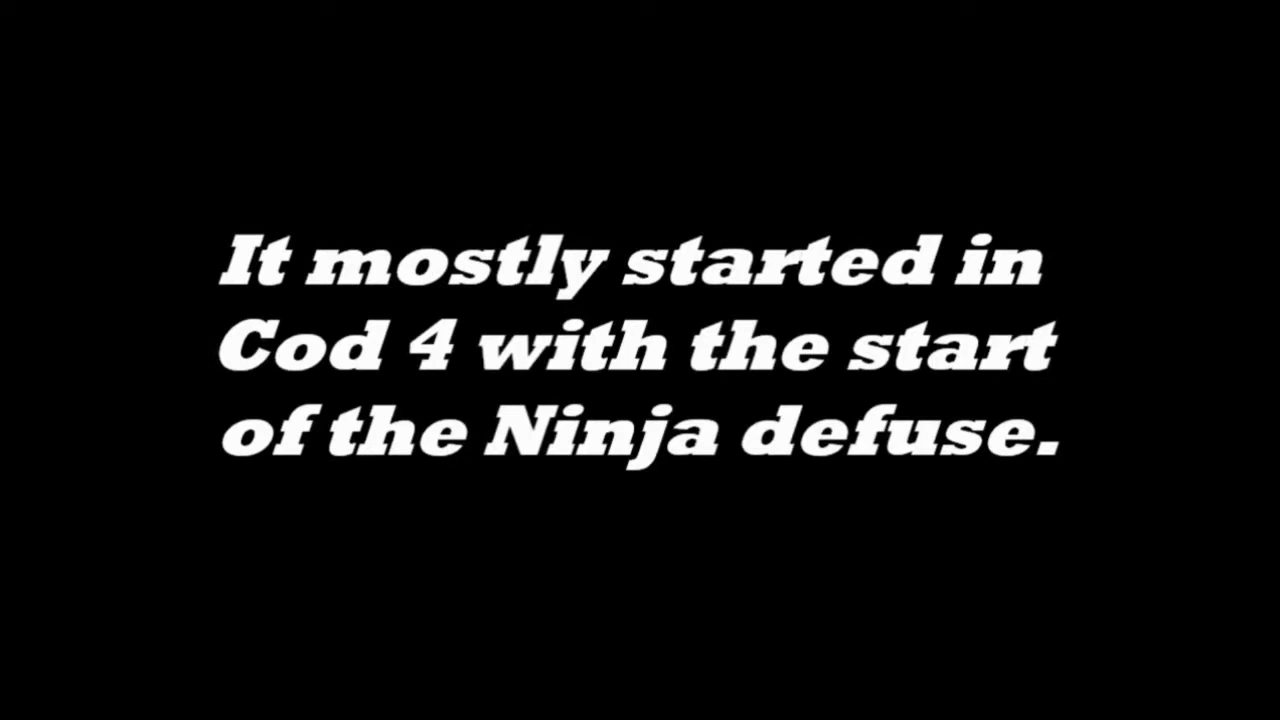 It mostly started in
Cod 4 with the start
of the Ninja defuse.